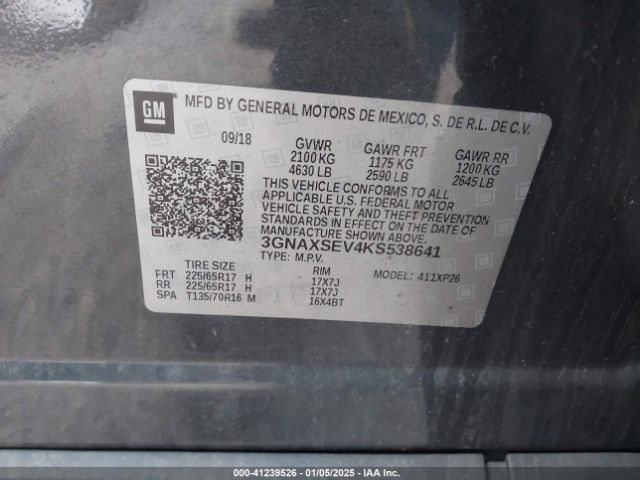 GM
MFD BY GENERAL MOTORS DE MEXICO, S. DE R.L. DE C.V.
09/18 GVWR GAWR FRT GAWR RR
2100 KG 1175 KG 1200 KG
4630 LB 2590 LB 2645 LB
THIS VEHICLE CONFORMS TO ALL
APPLICABLE U.S. FEDERAL MOTOR
VEHICLE SAFETY AND THEFT PREVENTION
STANDARDS IN EFFECT ON THE DATE OF
MANUFACTURE SHOWN ABOVE.
3GNAXSEV4KS538641
TYPE: M.P.V. MODEL: 411XP26
TIRE SIZE RIM
FRT 225/65R17 H 17X7J
RR 225/65R17 H 17X7J
SPA T135/70R16 M 16X4BT
000-41239526 - 01/05/2025 - IAA Inc.